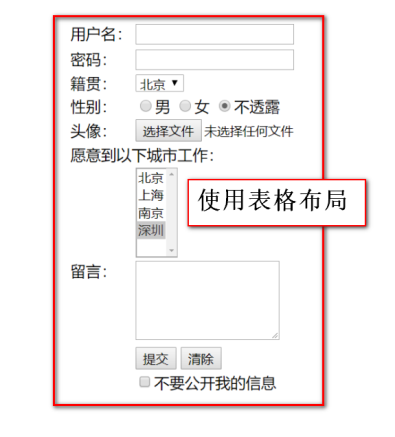 用户名：
密码：
籍贯： 北京
性别： 男 女 不透露
头像： 选择文件 未选择任何文件
愿意到以下城市工作：
北京
上海
南京
深圳
使用表格布局
留言：
提交 清除
不要公开我的信息